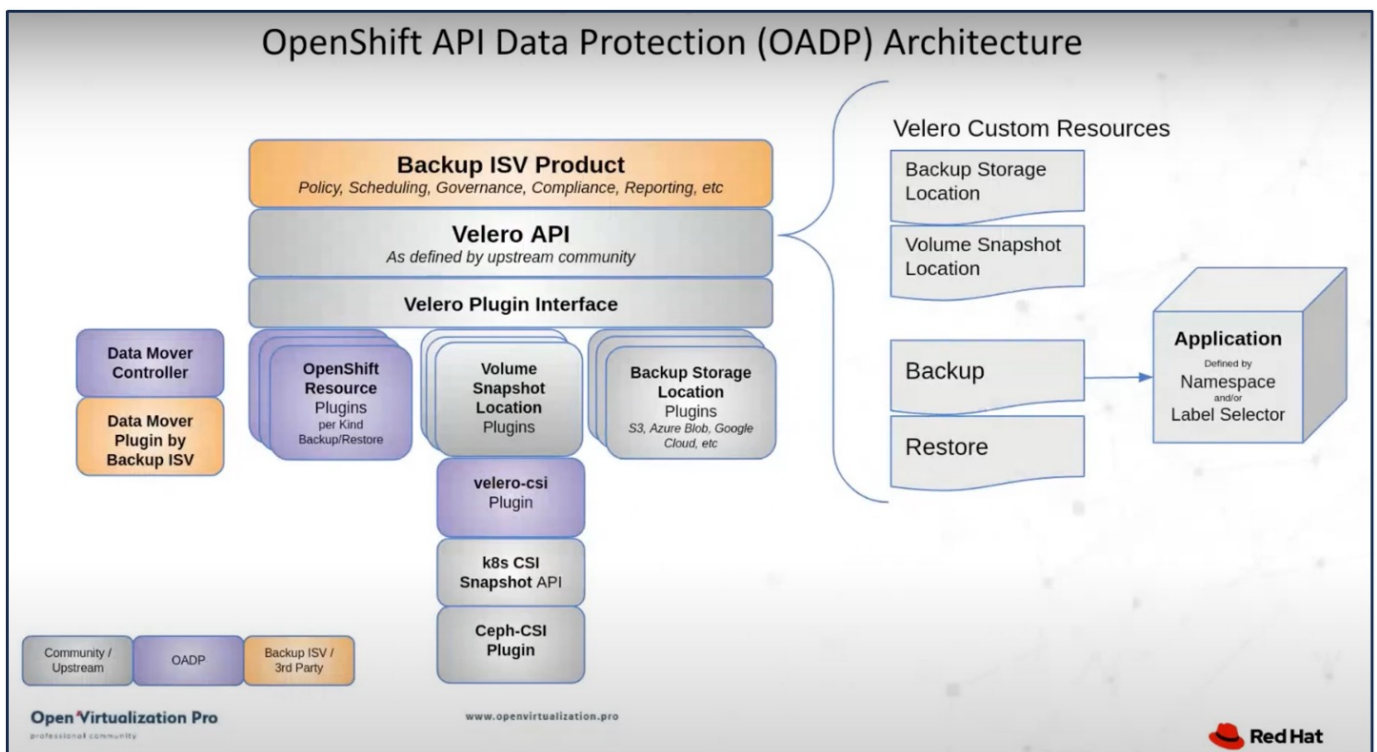 OpenShift API Data Protection (OADP) Architecture
Backup ISV Product
Policy, Scheduling, Governance, Compliance, Reporting, etc
Velero API
As defined by upstream community
Velero Plugin Interface
Data Mover
Controller
Data Mover
Plugin by
Backup ISV
OpenShift
Resource
Plugins
per Kind
Backup/Restore
Volume
Snapshot
Location
Plugins
Backup Storage
Location
Plugins
S3, Azure Blob, Google
Cloud, etc
velero-csi
Plugin
k8s CSI
Snapshot API
Ceph-CSI
Plugin
Velero Custom Resources
Backup Storage
Location
Volume Snapshot
Location
Backup
Restore
Application
Defined by
Namespace
and/or
Label Selector
Community /
Upstream
OADP
Backup ISV /
3rd Party
Open Virtualization Pro
professional community
www.openvirtualization.pro
Red Hat